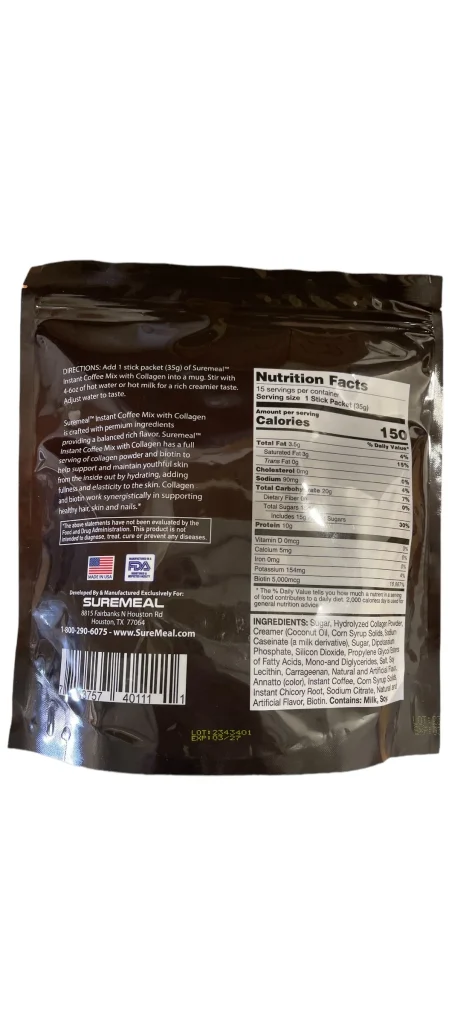 DIRECTIONS: Add 1 stick packet (35g) of Suremeal™
Instant Coffee Mix with Collagen into a mug. Stir with
4-6oz of hot water or hot milk for a rich creamier taste.
Adjust water to taste.
Suremeal™ Instant Coffee Mix with Collagen
is crafted with premium ingredients
providing a balanced rich flavor. Suremeal™
Instant Coffee Mix with Collagen has a full
serving of collagen powder and biotin to
help support and maintain youthful skin
from the inside out by hydrating, adding
fullness and elasticity to the skin. Collagen
and biotin work synergistically in supporting
healthy hair, skin and nails.*
*The above statements have not been evaluated by the
Food and Drug Administration. This product is not
intended to diagnose, treat, cure or prevent any diseases.
MADE IN USA
FDA
Developed By & Manufactured Exclusively For:
SUREMEAL
8815 Fairbanks N Houston Rd
Houston, TX 77064
1-800-290-6075 - www.SureMeal.com
3757 40111 1
LOT:2343401
EXP:03/27
Nutrition Facts
15 servings per container
Serving size 1 Stick Packet (35g)
Amount per serving
Calories 150
% Daily Value*
Total Fat 3.5g 4%
Saturated Fat 3g 15%
Trans Fat 0g
Cholesterol 0mg
Sodium 90mg
Total Carbohydrate 20g
Dietary Fiber
Total Sugars
Includes 15g Sugars
Protein 10g 30%
Vitamin D 0mcg
Calcium 5mg
Iron 0mg
Potassium 154mg
Biotin 5,000mcg
* The % Daily Value tells you how much a nutrient in a serving
of food contributes to a daily diet. 2,000 calories a day is used for
general nutrition advice.
INGREDIENTS: Sugar, Hydrolyzed Collagen Powder,
Creamer (Coconut Oil, Corn Syrup Solids, Sodium
Caseinate (a milk derivative), Sugar, Dipotassium
Phosphate, Silicon Dioxide, Propylene Glycol Esters
of Fatty Acids, Mono-and Diglycerides, Salt, Soy
Lecithin, Carrageenan, Natural and Artificial Flavor,
Annatto (color), Instant Coffee, Corn Syrup Solids,
Instant Chicory Root, Sodium Citrate, Natural and
Artificial Flavor, Biotin. Contains: Milk, Soy